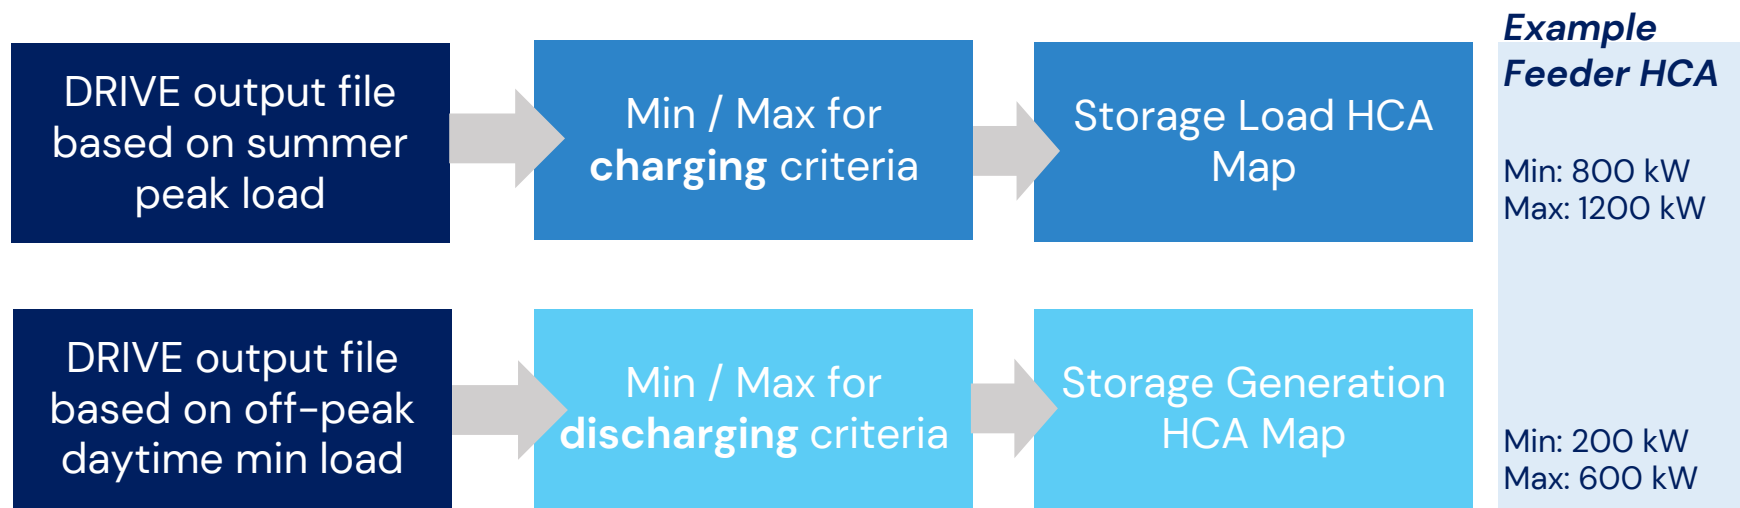 Example
Feeder HCA
DRIVE output file
based on summer
peak load
Min / Max for
charging criteria
Storage Load HCA
Map
Min: 800 kW
Max: 1200 kW
DRIVE output file
based on off-peak
daytime min load
Min / Max for
discharging criteria
Storage Generation
HCA Map
Min: 200 kW
Max: 600 kW